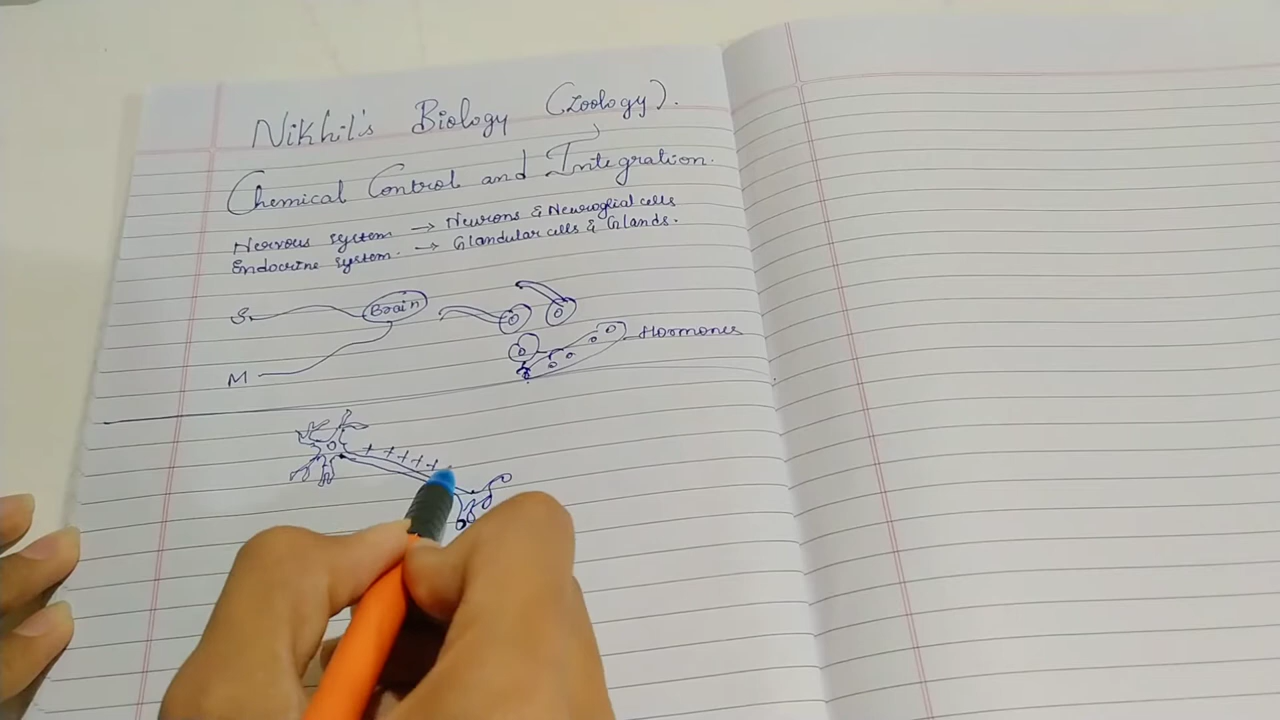 Nikhil's Biology (Zoology).
Chemical Control and Integration.
Nervous system → Neurons & Neuroglial cells
Endocrine system. → Glandular cells & Glands.
S Brain
Hormones
M
+ + + + +